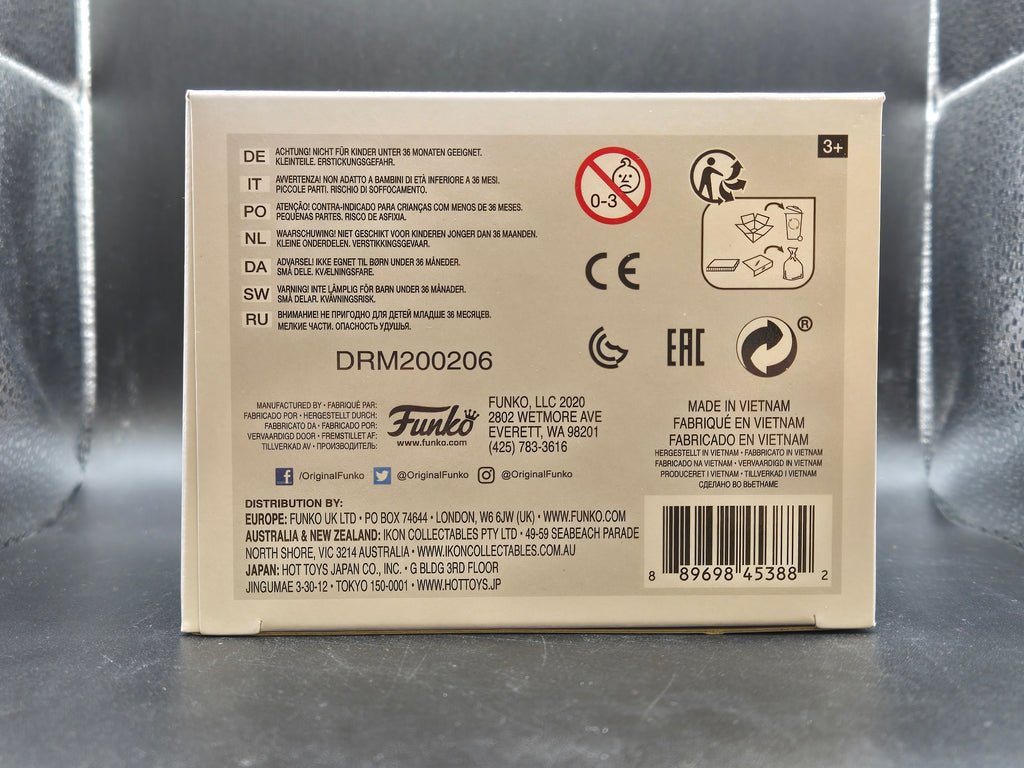 DE ACHTUNG! NICHT FÜR KINDER UNTER 36 MONATEN GEEIGNET.
KLEINTEILE. ERSTICKUNGSGEFAHR.
IT AVVERTENZA! NON ADATTO A BAMBINI DI ETÀ INFERIORE A 36 MESI.
PICCOLE PARTI. RISCHIO DI SOFFOCAMENTO.
PO ATENÇÃO! CONTRA-INDICADO PARA CRIANÇAS COM MENOS DE 36 MESES.
PEQUENAS PARTES. RISCO DE ASFIXIA.
NL WAARSCHUWING! NIET GESCHIKT VOOR KINDEREN JONGER DAN 36 MAANDEN.
KLEINE ONDERDELEN. VERSTIKKINGSGEVAAR.
DA ADVARSEL! IKKE EGNET TIL BØRN UNDER 36 MÅNEDER.
SMÅ DELE. KVÆLNINGSFARE.
SW VARNING! INTE LÄMPLIG FÖR BARN UNDER 36 MÅNADER.
SMÅ DELAR. KVÄVNINGSRISK.
RU ВНИМАНИЕ! НЕ ПРИГОДНО ДЛЯ ДЕТЕЙ МЛАДШЕ 36 МЕСЯЦЕВ.
МЕЛКИЕ ЧАСТИ. ОПАСНОСТЬ УДУШЬЯ.
0-3
3+
CE
EAC
®
DRM200206
MANUFACTURED BY • FABRIQUÉ PAR:
FABRICADO POR • HERGESTELLT DURCH:
FABBRICATO DA • FABRICADO POR:
VERVAARDIGD DOOR • FREMSTILLET AF:
TILLVERKAD AV • ПРОИЗВОДИТЕЛЬ:
Funko
www.funko.com
FUNKO, LLC 2020
2802 WETMORE AVE
EVERETT, WA 98201
(425) 783-3616
/OriginalFunko @OriginalFunko @OriginalFunko
MADE IN VIETNAM
FABRIQUÉ EN VIETNAM
FABRICADO EN VIETNAM
HERGESTELLT IN VIETNAM • FABBRICATO IN VIETNAM
FABRICADO NA VIETNAM • VERVAARDIGD IN VIETNAM
PRODUCERET I VIETNAM • TILLVERKAD I VIETNAM
СДЕЛАНО ВО ВЬЕТНАМЕ
DISTRIBUTION BY:
EUROPE: FUNKO UK LTD • PO BOX 74644 • LONDON, W6 6JW (UK) • WWW.FUNKO.COM
AUSTRALIA & NEW ZEALAND: IKON COLLECTABLES PTY LTD • 49-59 SEABEACH PARADE
NORTH SHORE, VIC 3214 AUSTRALIA • WWW.IKONCOLLECTABLES.COM.AU
JAPAN: HOT TOYS JAPAN CO., INC. • G BLDG 3RD FLOOR
JINGUMAE 3-30-12 • TOKYO 150-0001 • WWW.HOTTOYS.JP
8 89698 45388 2